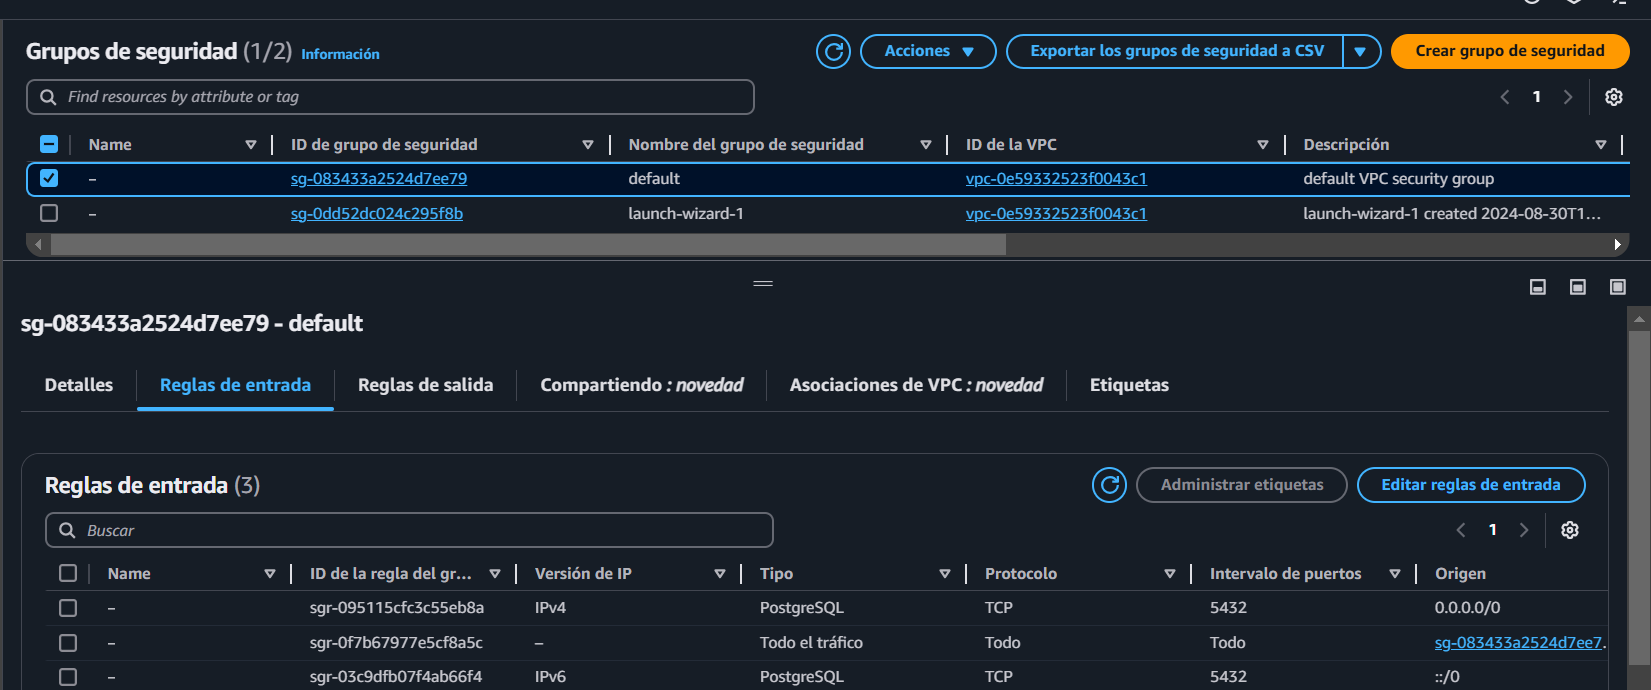 Grupos de seguridad (1/2) Información
Acciones
Exportar los grupos de seguridad a CSV
Crear grupo de seguridad
Find resources by attribute or tag
1
Name ID de grupo de seguridad Nombre del grupo de seguridad ID de la VPC Descripción
– sg-083433a2524d7ee79 default vpc-0e59332523f0043c1 default VPC security group
– sg-0dd52dc024c295f8b launch-wizard-1 vpc-0e59332523f0043c1 launch-wizard-1 created 2024-08-30T1...
sg-083433a2524d7ee79 - default
Detalles Reglas de entrada Reglas de salida Compartiendo : novedad Asociaciones de VPC : novedad Etiquetas
Reglas de entrada (3)
Administrar etiquetas
Editar reglas de entrada
Buscar
1
Name ID de la regla del gr... Versión de IP Tipo Protocolo Intervalo de puertos Origen
– sgr-095115cfc3c55eb8a IPv4 PostgreSQL TCP 5432 0.0.0.0/0
– sgr-0f7b67977e5cf8a5c – Todo el tráfico Todo Todo sg-083433a2524d7ee7.
– sgr-03c9dfb07f4ab66f4 IPv6 PostgreSQL TCP 5432 ::/0